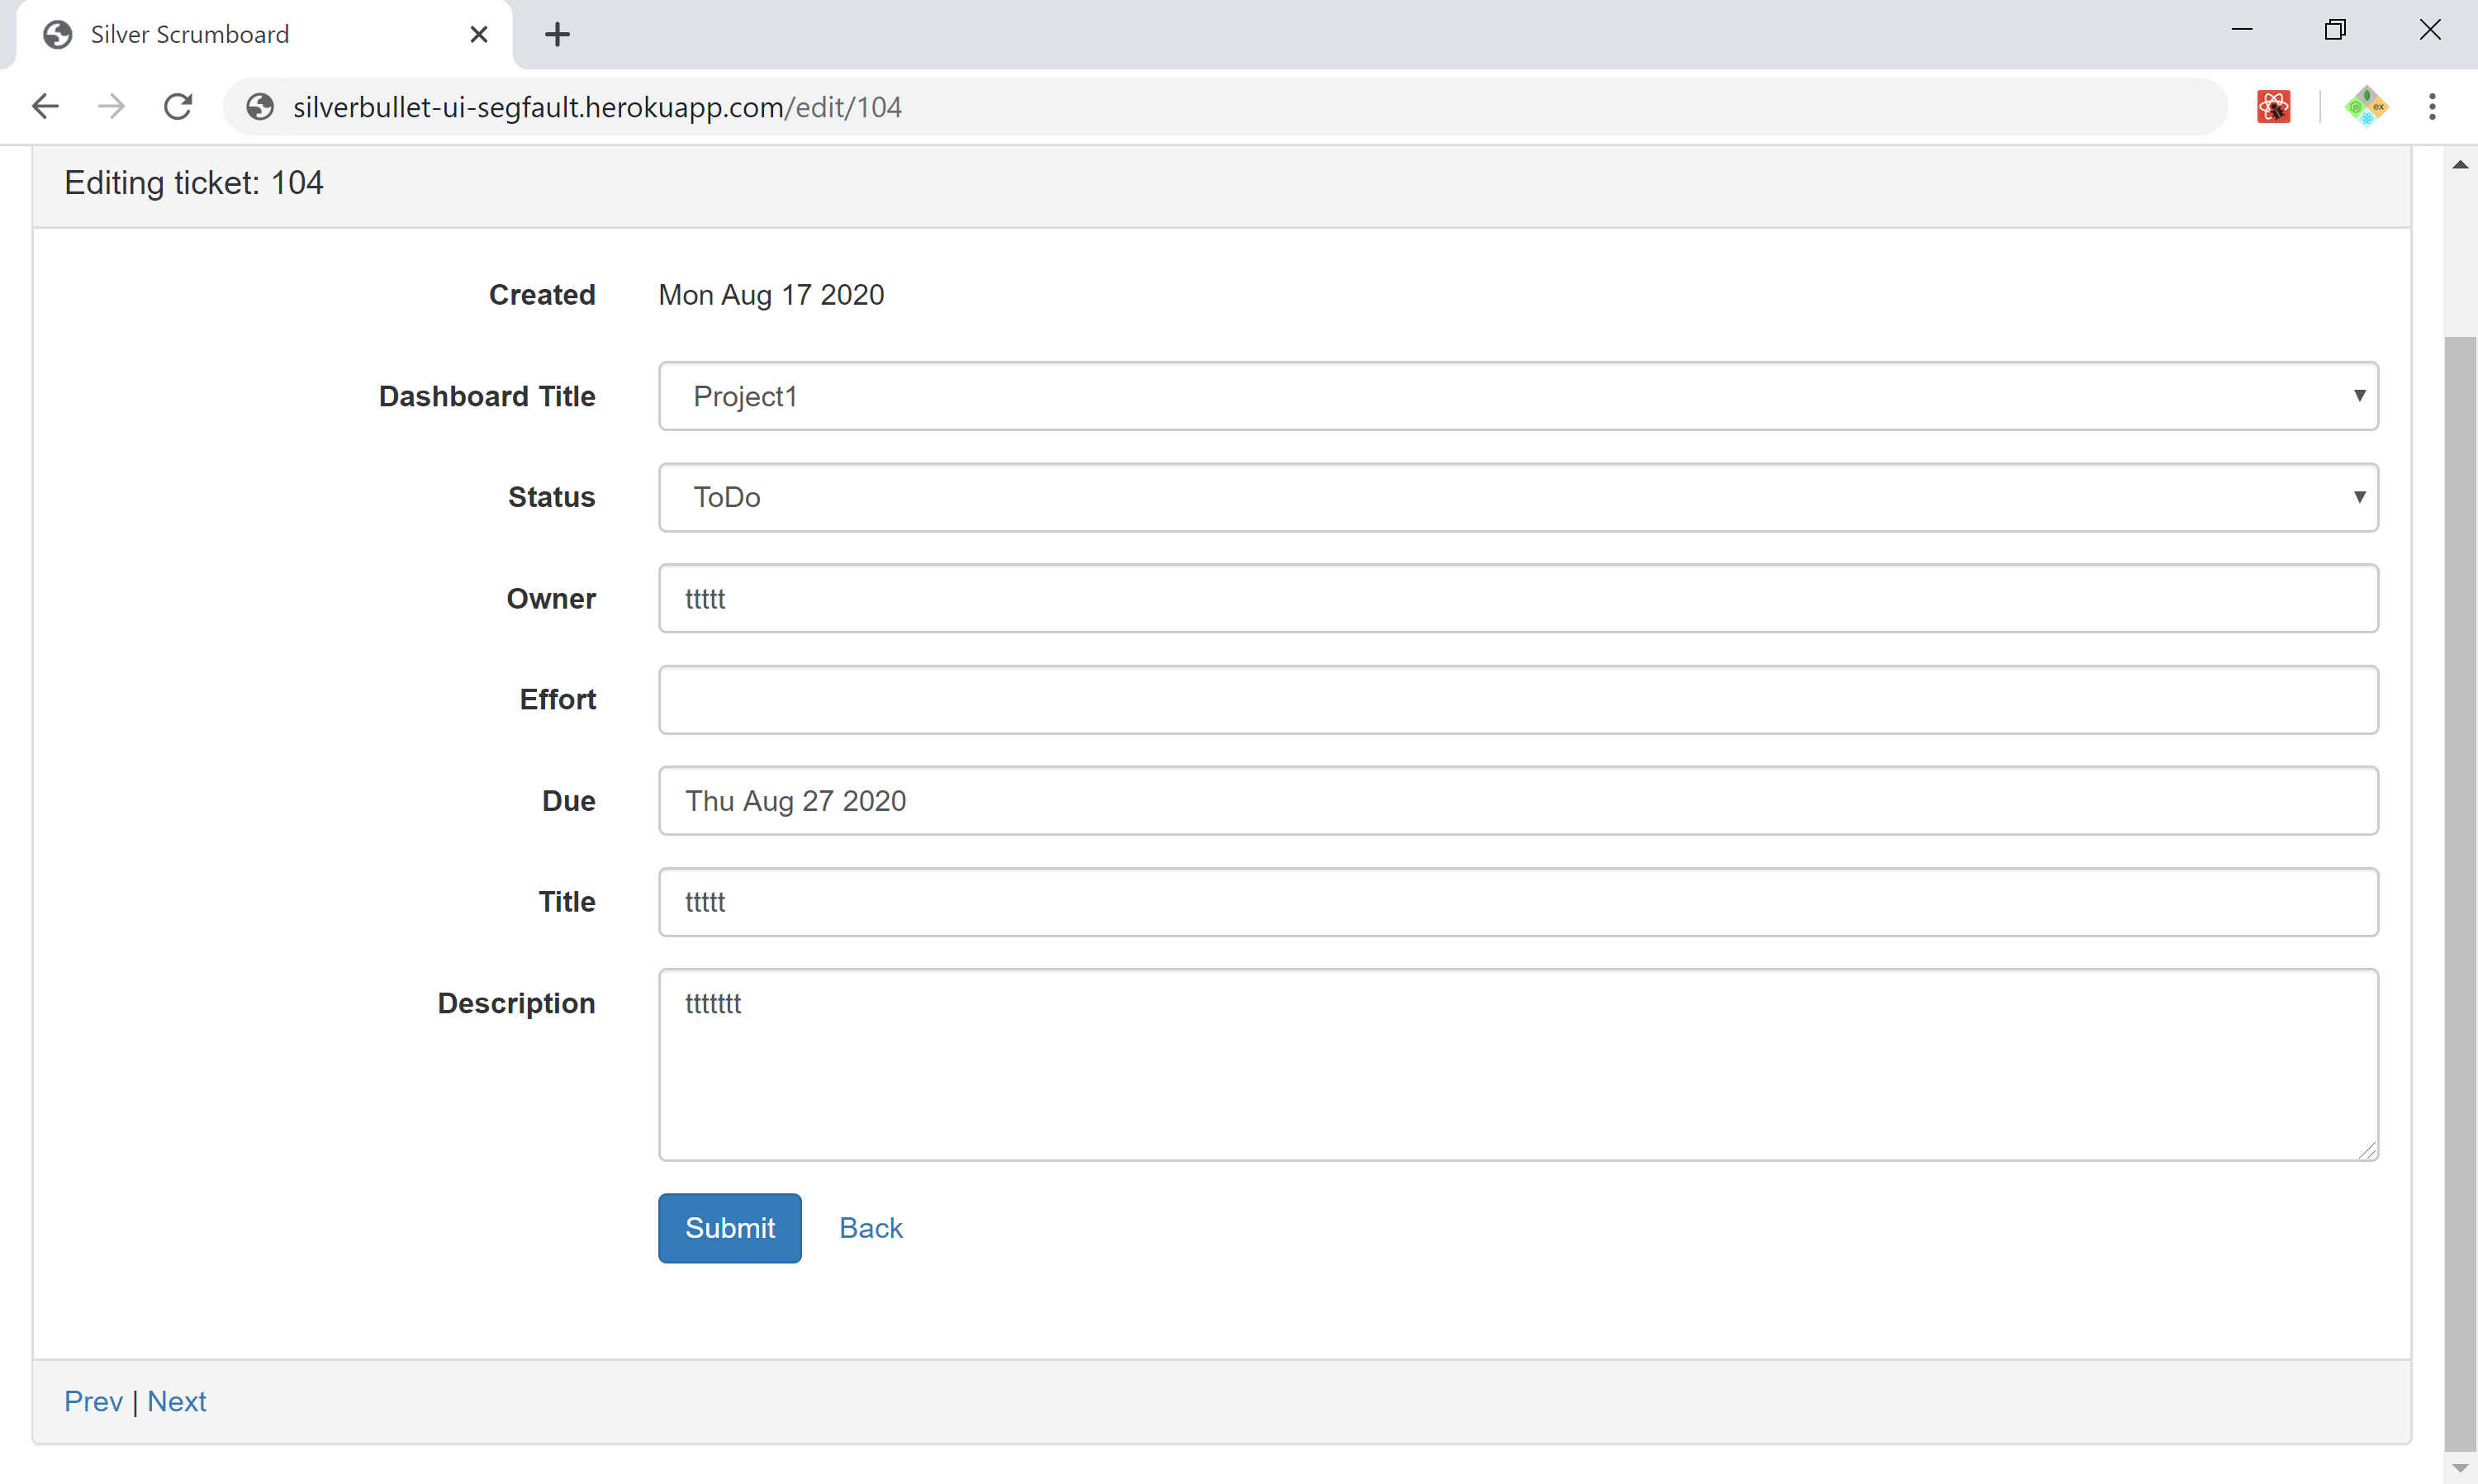 Silver Scrumboard
silverbullet-ui-segfault.herokuapp.com/edit/104
Editing ticket: 104
Created Mon Aug 17 2020
Dashboard Title Project1
Status ToDo
Owner ttttt
Effort
Due Thu Aug 27 2020
Title ttttt
Description ttttttt
Submit Back
Prev | Next